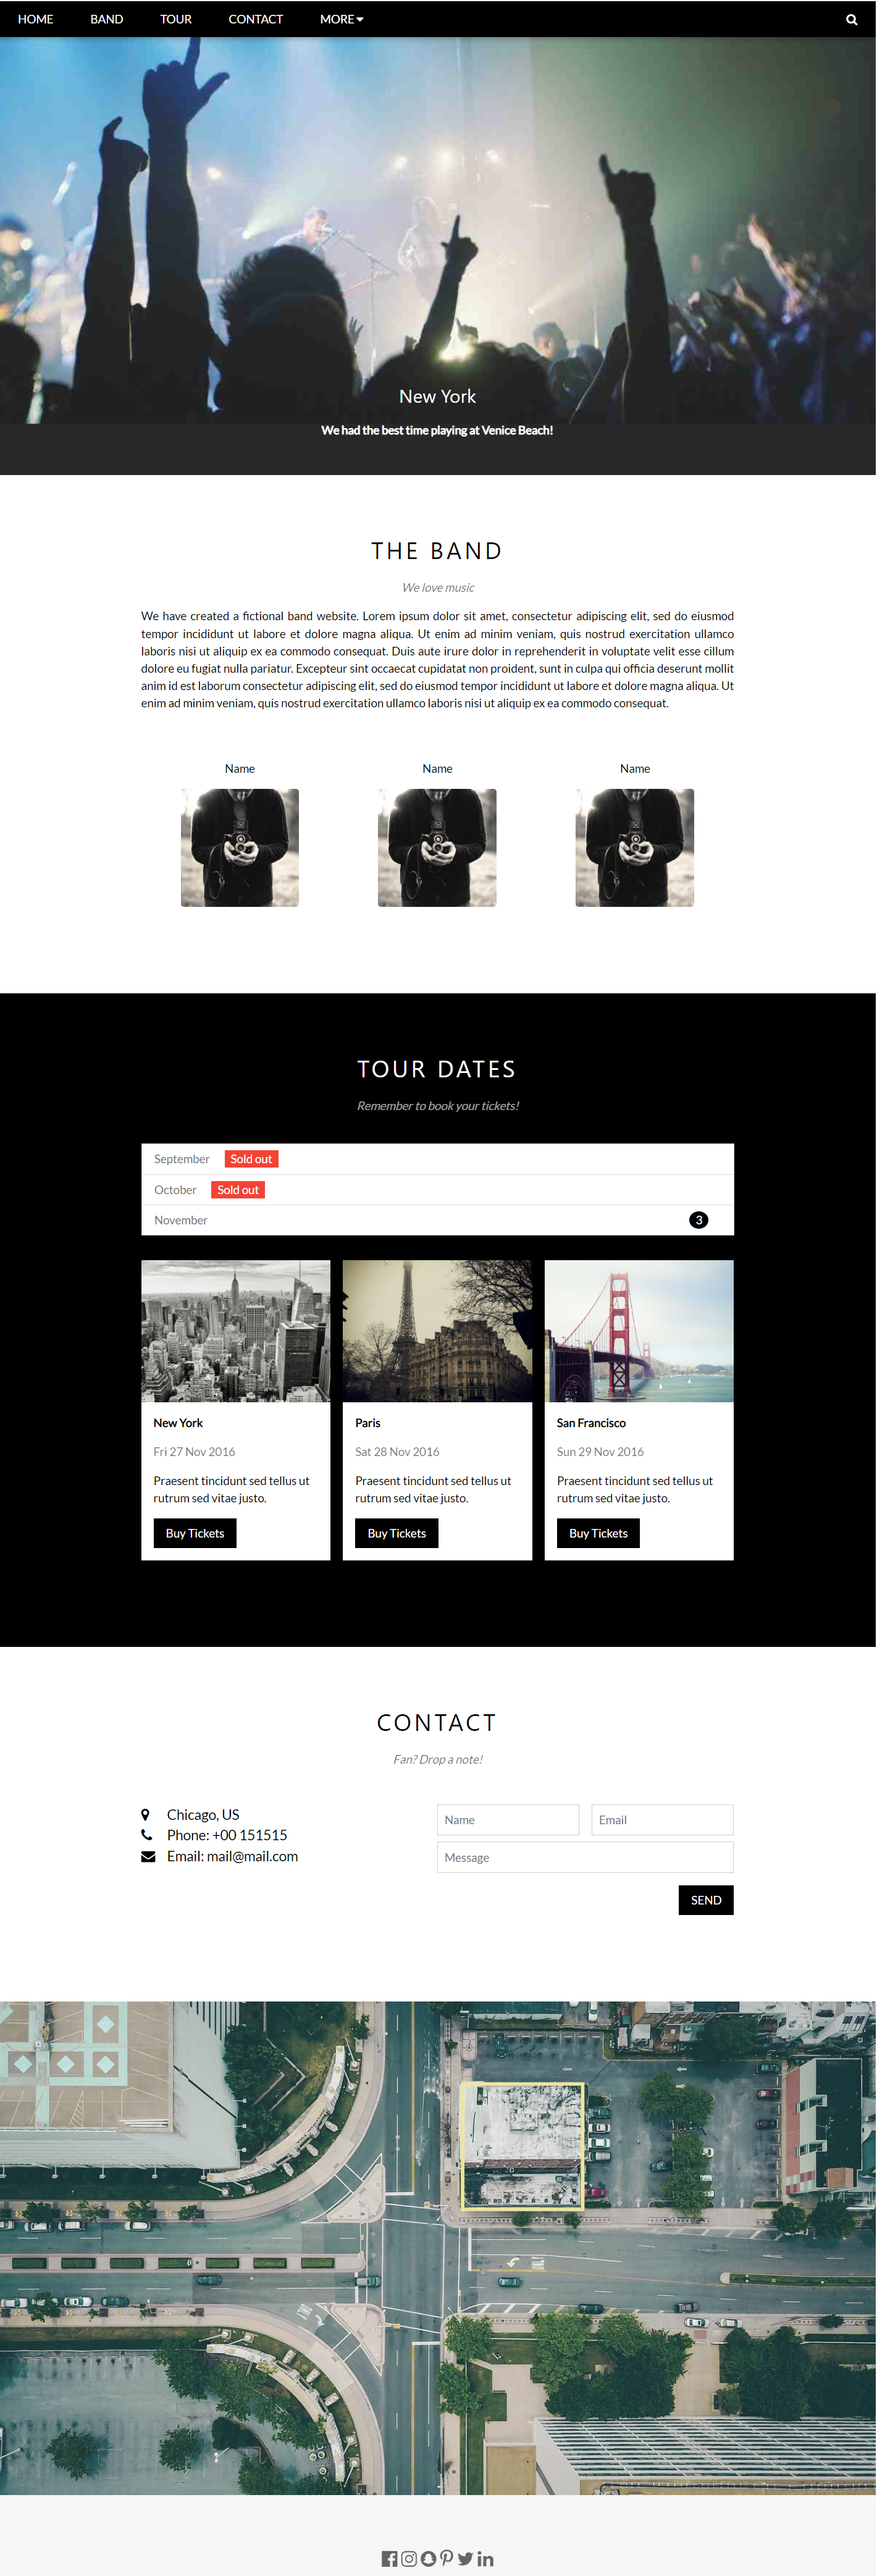 HOME BAND TOUR CONTACT MORE
New York
We had the best time playing at Venice Beach!
THE BAND
We love music
We have created a fictional band website. Lorem ipsum dolor sit amet, consectetur adipiscing elit, sed do eiusmod
tempor incididunt ut labore et dolore magna aliqua. Ut enim ad minim veniam, quis nostrud exercitation ullamco
laboris nisi ut aliquip ex ea commodo consequat. Duis aute irure dolor in reprehenderit in voluptate velit esse cillum
dolore eu fugiat nulla pariatur. Excepteur sint occaecat cupidatat non proident, sunt in culpa qui officia deserunt mollit
anim id est laborum consectetur adipiscing elit, sed do eiusmod tempor incididunt ut labore et dolore magna aliqua. Ut
enim ad minim veniam, quis nostrud exercitation ullamco laboris nisi ut aliquip ex ea commodo consequat.
Name Name Name
TOUR DATES
Remember to book your tickets!
September Sold out
October Sold out
November 3
New York
Fri 27 Nov 2016
Praesent tincidunt sed tellus ut
rutrum sed vitae justo.
Buy Tickets
Paris
Sat 28 Nov 2016
Praesent tincidunt sed tellus ut
rutrum sed vitae justo.
Buy Tickets
San Francisco
Sun 29 Nov 2016
Praesent tincidunt sed tellus ut
rutrum sed vitae justo.
Buy Tickets
CONTACT
Fan? Drop a note!
Chicago, US
Phone: +00 151515
Email: mail@mail.com
Name Email
Message
SEND